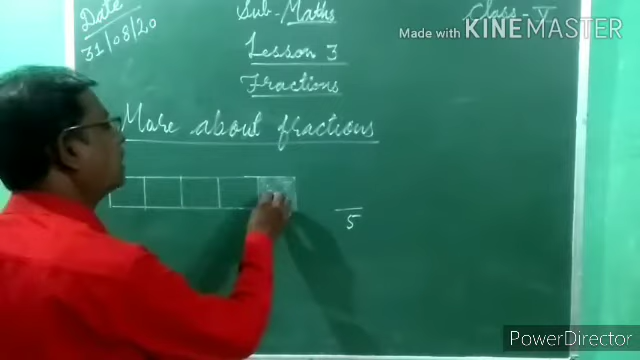 Date
31/08/20
Sub-Maths
Class-V
Lesson 3
Fractions
More about fractions
5
Made with KINEMASTER
PowerDirector